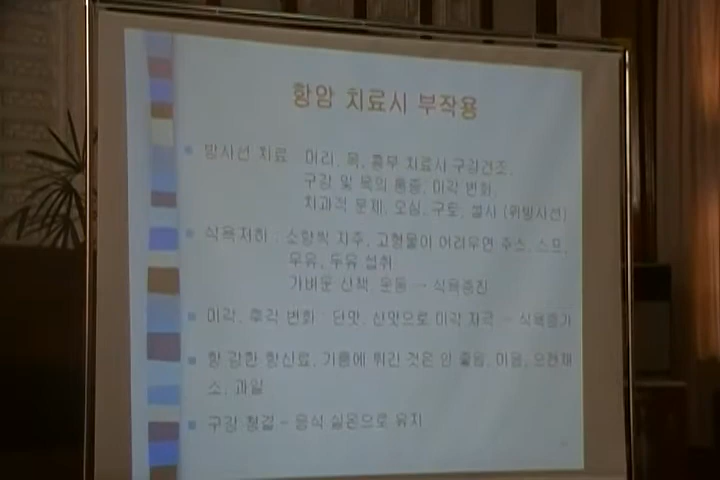 항암 치료시 부작용
방사선 치료 머리, 목, 흉부 치료시 구강건조,
구강 및 목의 통증, 미각 변화,
치과적 문제, 오심, 구토, 설사 (위방사선)
식욕저하 : 소량씩 자주, 고형물이 어려우면 주스, 스프,
우유, 두유 섭취
가벼운 산책, 운동 → 식욕증진
미각, 후각 변화 : 단맛, 신맛으로 미각 자극 → 식욕증가
향 강한 향신료, 기름에 튀긴 것은 안 좋음,
소, 과일
구강 청결 - 음식 실온으로 유지